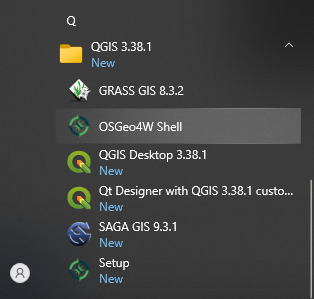 Q
QGIS 3.38.1
New
GRASS GIS 8.3.2
OSGeo4W Shell
QGIS Desktop 3.38.1
New
Qt Designer with QGIS 3.38.1 custo...
New
SAGA GIS 9.3.1
New
Setup
New